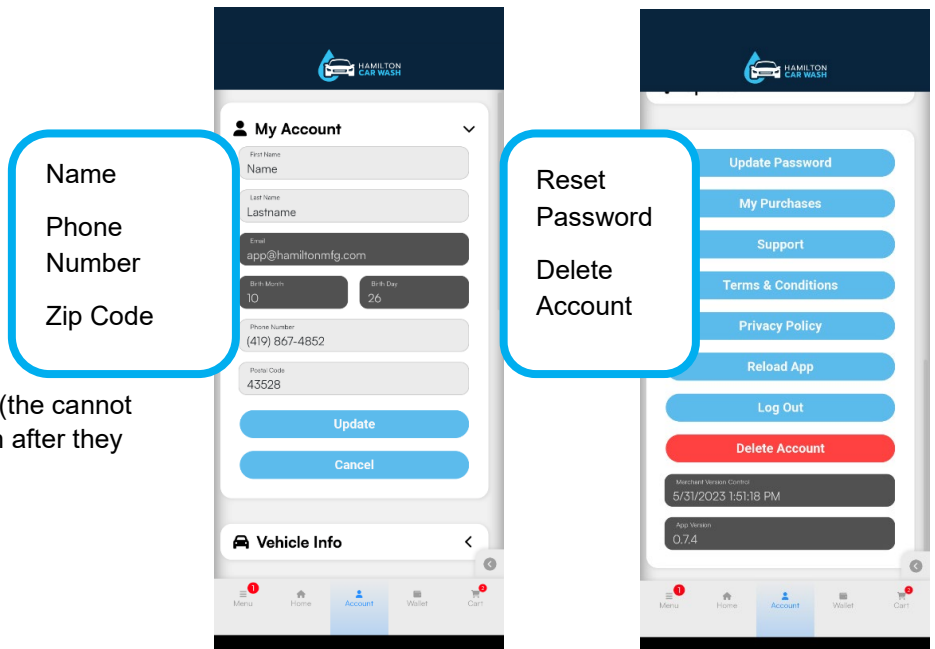 HAMILTON
CAR WASH
My Account
Name
Phone
Number
Zip Code
(the cannot
after they
First Name
Name
Last Name
Lastname
Email
app@hamiltonmfg.com
Birth Month
10
Birth Day
26
Phone Number
(419) 867-4852
Postal Code
43528
Update
Cancel
Vehicle Info
1
Menu
Home
Account
Wallet
Cart
HAMILTON
CAR WASH
Reset
Password
Delete
Account
Update Password
My Purchases
Support
Terms & Conditions
Privacy Policy
Reload App
Log Out
Delete Account
Merchant Version Control
5/31/2023 1:51:18 PM
App Version
0.7.4
1
Menu
Home
Account
Wallet
Cart